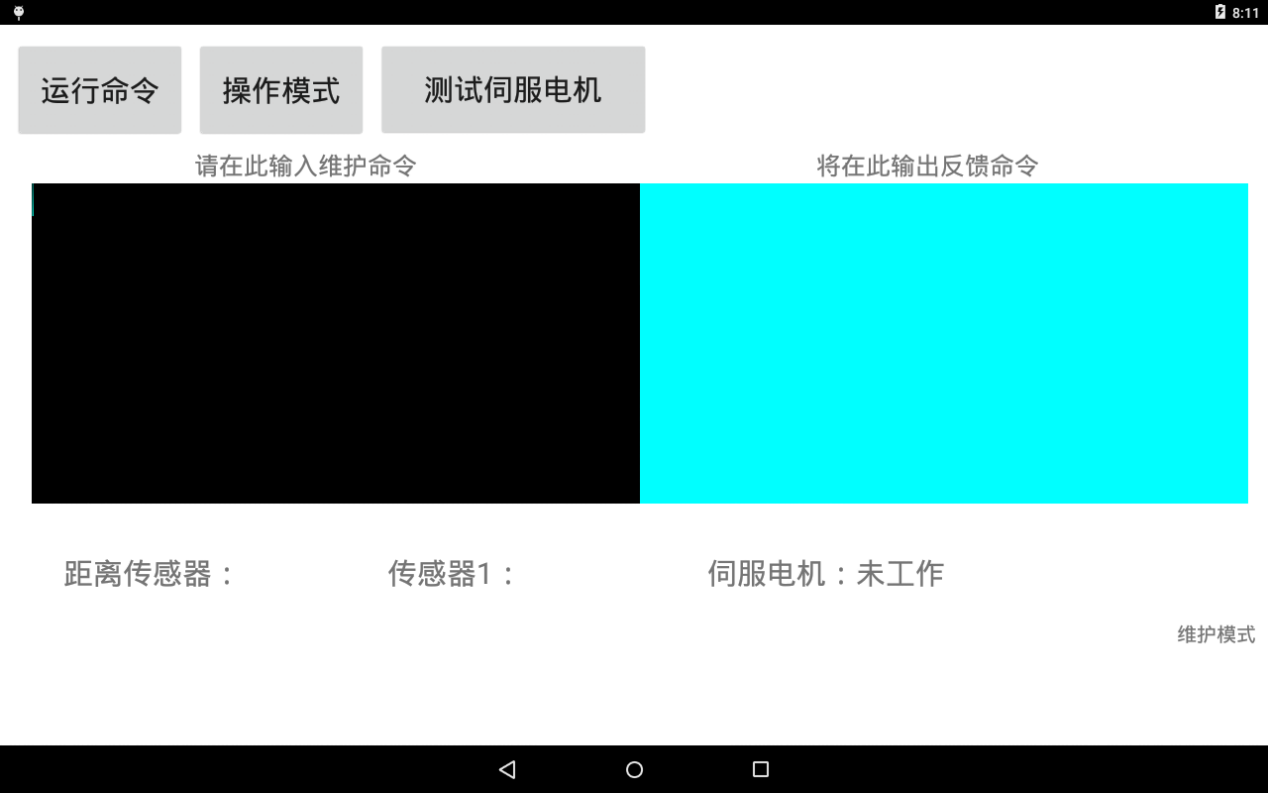 8:11
运行命令 操作模式 测试伺服电机
请在此输入维护命令 将在此输出反馈命令
距离传感器： 传感器1： 伺服电机：未工作
维护模式